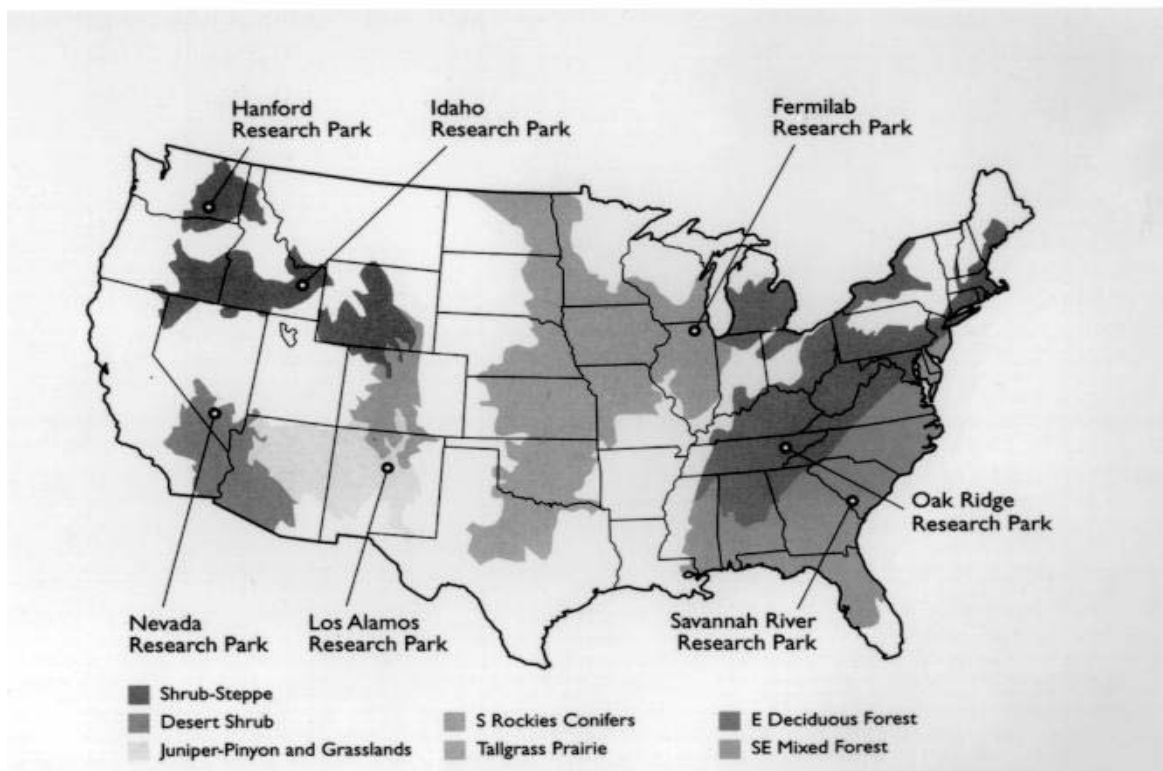 Hanford
Research Park
Idaho
Research Park
Fermilab
Research Park
Oak Ridge
Research Park
Nevada
Research Park
Los Alamos
Research Park
Savannah River
Research Park
Shrub-Steppe
Desert Shrub
Juniper-Pinyon and Grasslands
S Rockies Conifers
Tallgrass Prairie
E Deciduous Forest
SE Mixed Forest